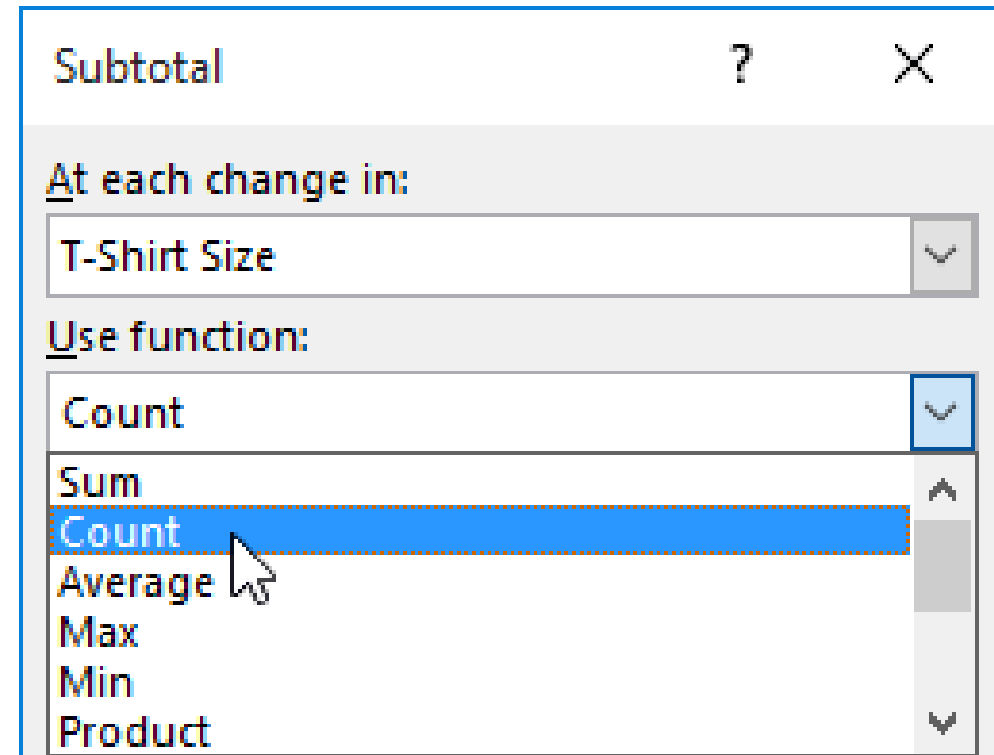 Subtotal ?
At each change in:
T-Shirt Size
Use function:
Count
Sum
Count
Average
Max
Min
Product